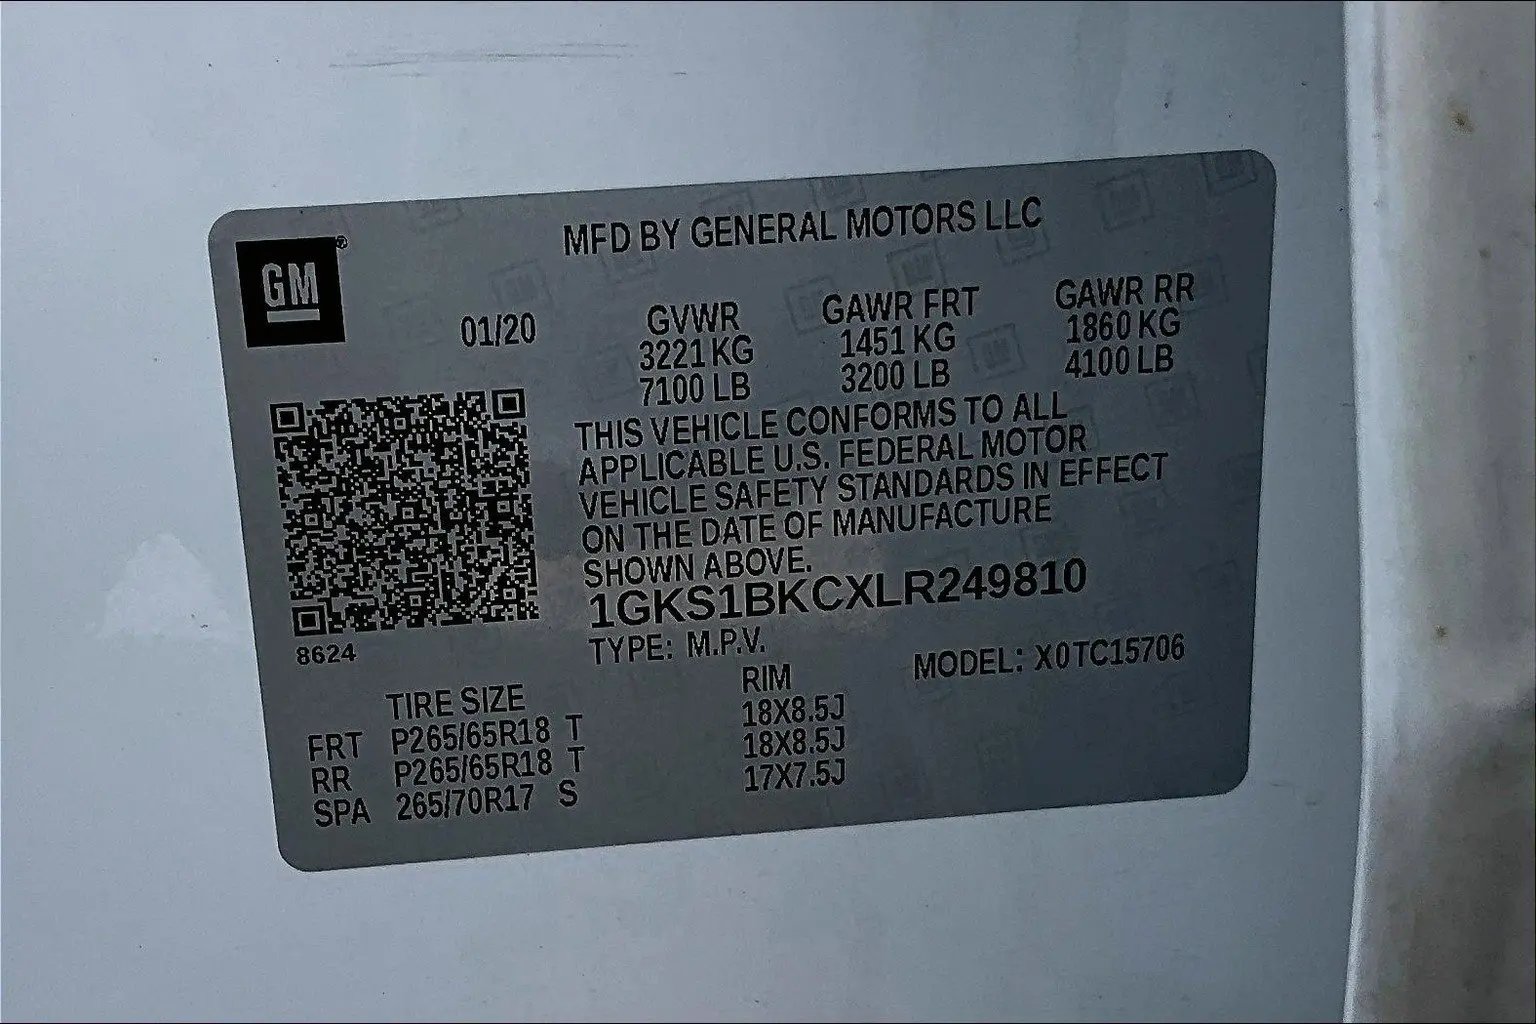 MFD BY GENERAL MOTORS LLC
GM®
01/20
GVWR GAWR FRT GAWR RR
3221 KG 1451 KG 1860 KG
7100 LB 3200 LB 4100 LB
THIS VEHICLE CONFORMS TO ALL
APPLICABLE U.S. FEDERAL MOTOR
VEHICLE SAFETY STANDARDS IN EFFECT
ON THE DATE OF MANUFACTURE
SHOWN ABOVE.
1GKS1BKCXLR249810
8624
TYPE: M.P.V. MODEL: X0TC15706
TIRE SIZE RIM
FRT P265/65R18 T 18X8.5J
RR P265/65R18 T 18X8.5J
SPA 265/70R17 S 17X7.5J